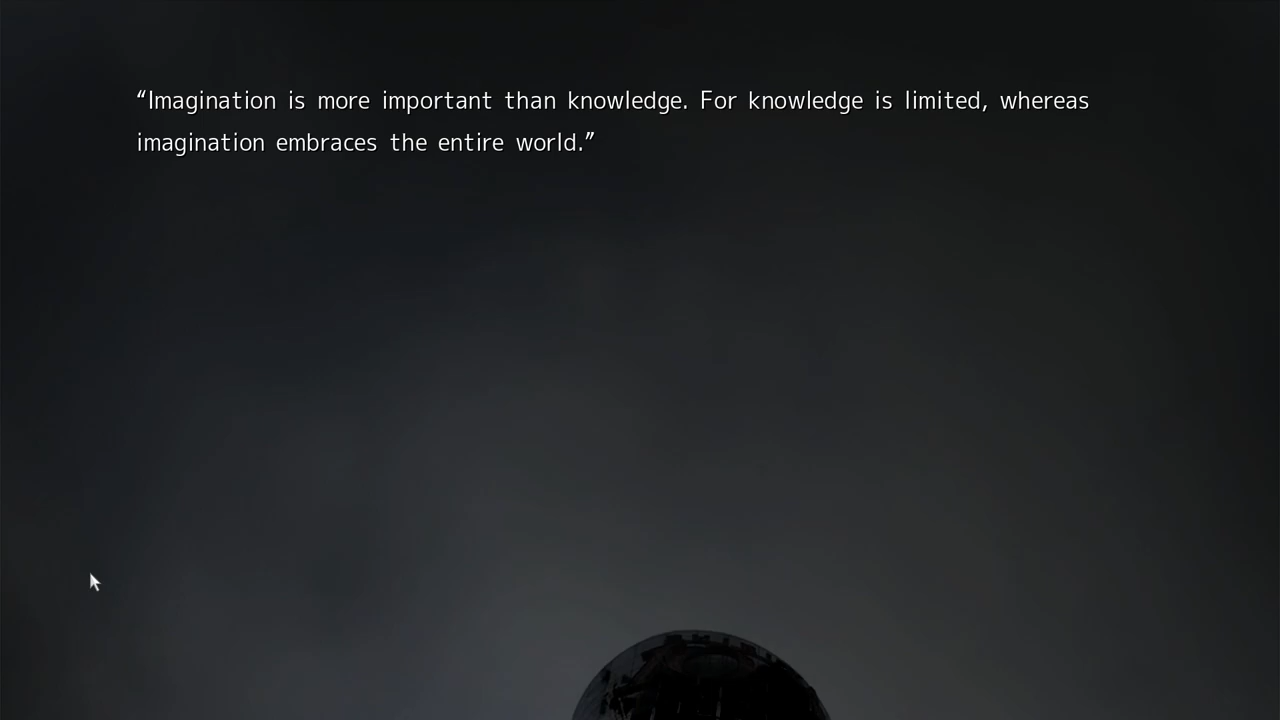 “Imagination is more important than knowledge. For knowledge is limited, whereas
imagination embraces the entire world.”